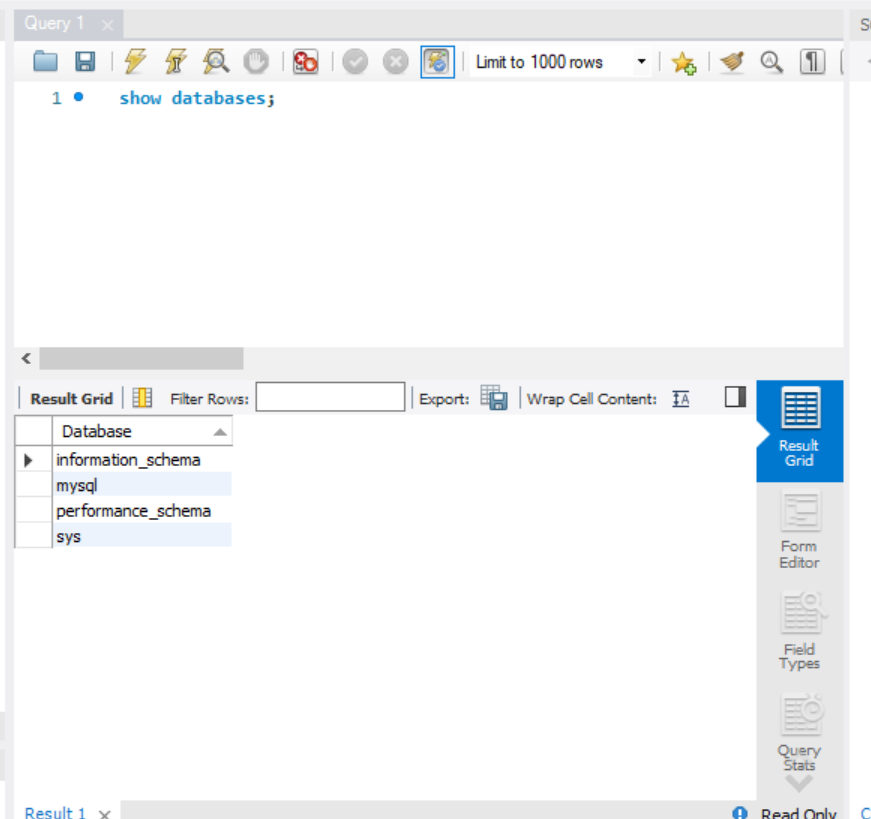 Query 1
Limit to 1000 rows
1 show databases;
Result Grid Filter Rows: Export: Wrap Cell Content:
Database
information_schema
mysql
performance_schema
sys
Result
Grid
Form
Editor
Field
Types
Query
Stats
Result 1
Read Only